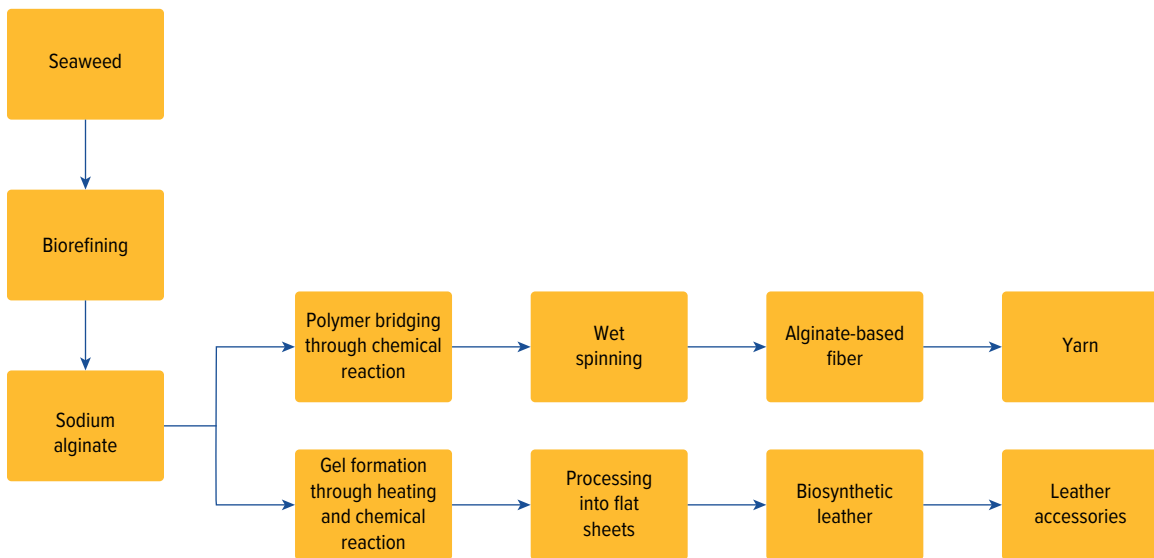 Seaweed
Biorefining
Sodium
alginate
Polymer bridging
through chemical
reaction
Wet
spinning
Alginate-based
fiber
Yarn
Gel formation
through heating
and chemical
reaction
Processing
into flat
sheets
Biosynthetic
leather
Leather
accessories